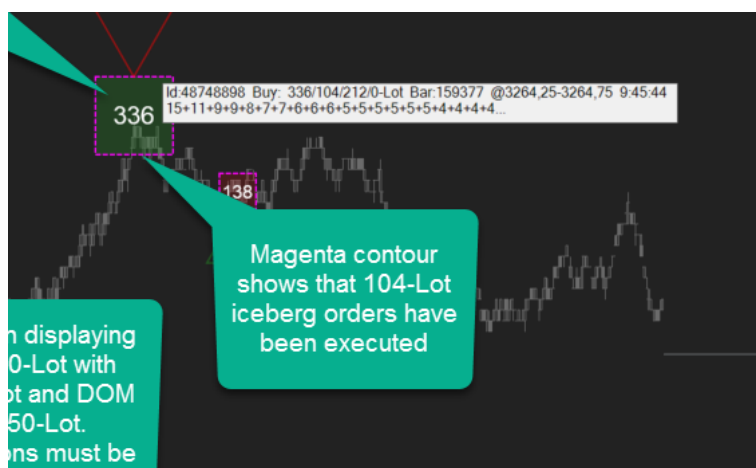 Id:48748898 Buy: 336/104/212/0-Lot Bar:159377 @3264,25-3264,75 9:45:44
15+11+9+9+8+7+7+6+6+6+5+5+5+5+5+5+4+4+4+4...
336
138
Magenta contour
shows that 104-Lot
iceberg orders have
been executed
n displaying
0-Lot with
ot and DOM
50-Lot.
ons must be